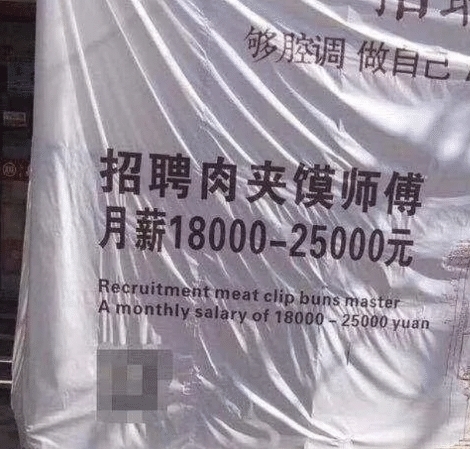 够腔调 做自己
招聘肉夹馍师傅
月薪18000-25000元
Recruitment meat clip buns master
A monthly salary of 18000 - 25000 yuan